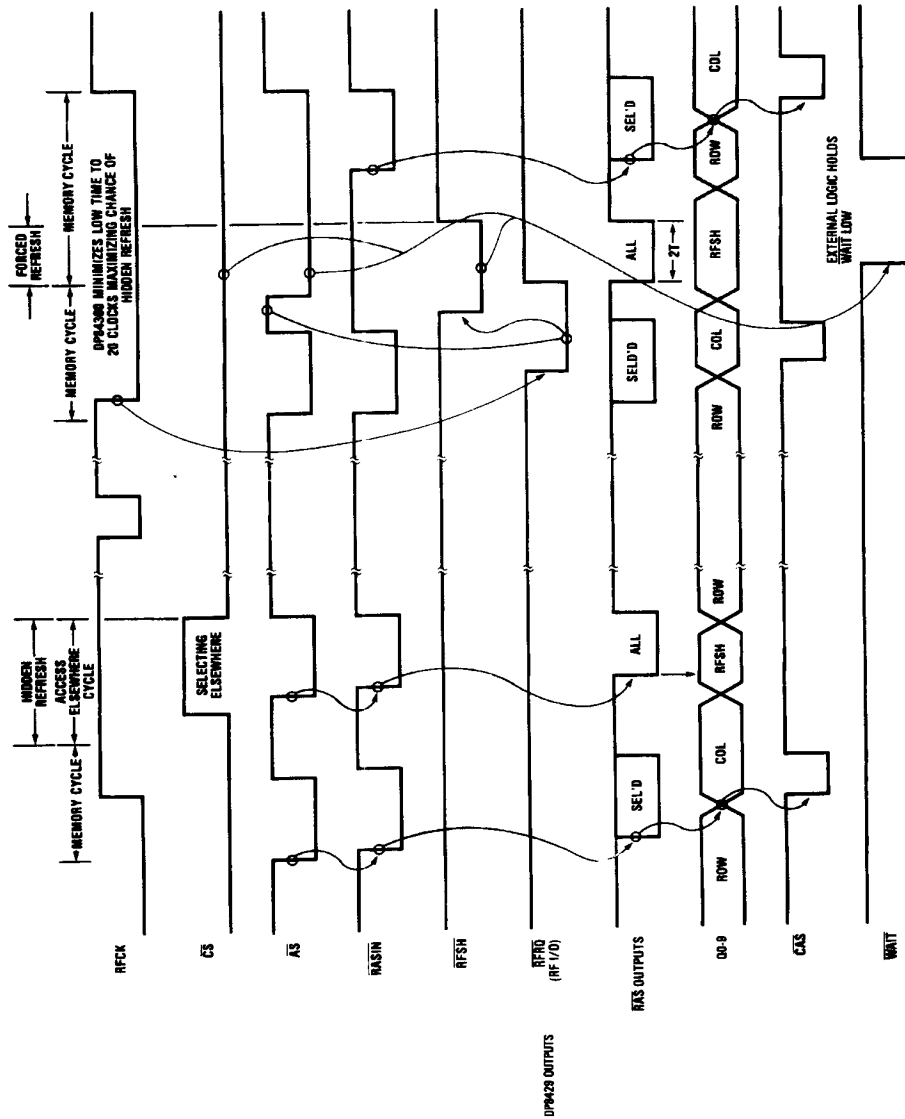 MEMORY CYCLE
HIDDEN
REFRESH
ACCESS
ELSEWHERE
CYCLE
MEMORY CYCLE
FORCED
REFRESH
MEMORY CYCLE
DP84300 MINIMIZES LOW TIME TO
20 CLOCKS MAXIMIZING CHANCE OF
HIDDEN REFRESH
RFCK
CS
SELECTING
ELSEWHERE
AS
RASIN
RFSH
RFRQ
(RF I/O)
DP8429 OUTPUTS
RAS OUTPUTS
SEL'D
ALL
SELD'D
ALL
SEL'D
2T
Q0-9
ROW
COL
RFSH
ROW
ROW
COL
RFSH
ROW
COL
CAS
EXTERNAL LOGIC HOLDS
WAIT LOW
WAIT